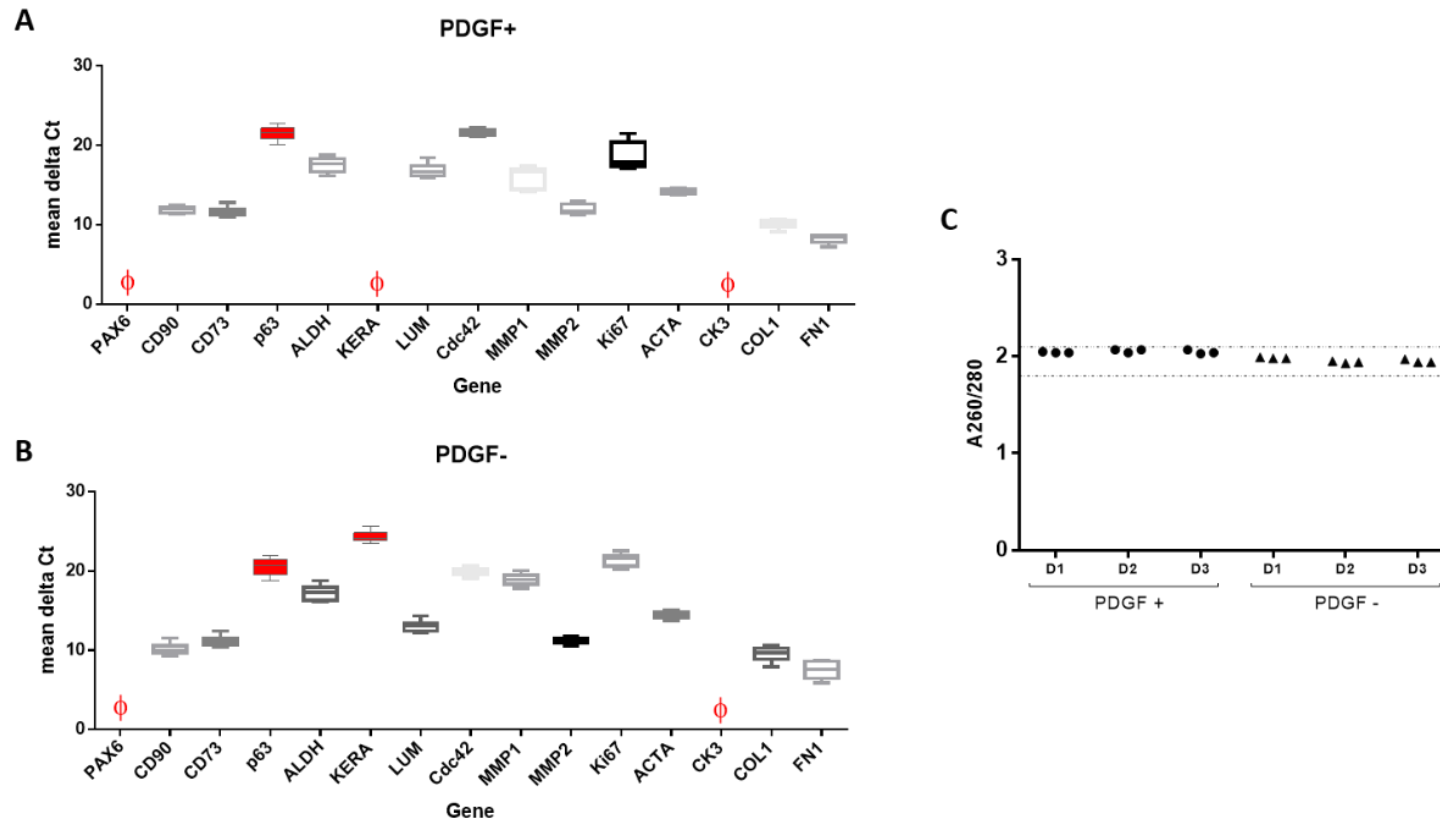 A
PDGF+
mean delta Ct
30
20
10
0
ϕ ϕ ϕ
PAX6 CD90 CD73 p63 ALDH KERA LUM Cdc42 MMP1 MMP2 Ki67 ACTA CK3 COL1 FN1
Gene
B
PDGF-
mean delta Ct
30
20
10
0
ϕ ϕ
PAX6 CD90 CD73 p63 ALDH KERA LUM Cdc42 MMP1 MMP2 Ki67 ACTA CK3 COL1 FN1
Gene
C
A260/280
3
2
1
0
D1 D2 D3 D1 D2 D3
PDGF + PDGF -